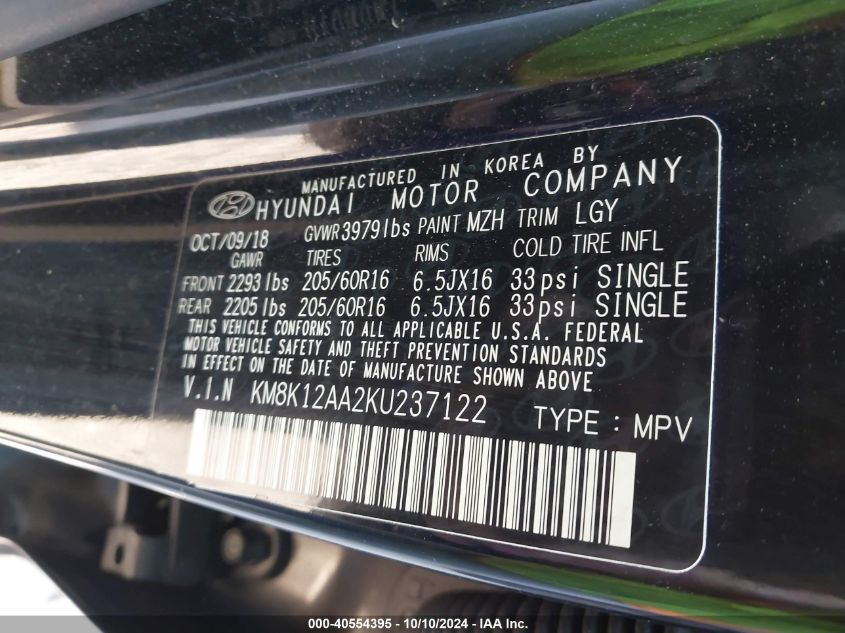 MANUFACTURED IN KOREA BY
HYUNDAI MOTOR COMPANY
OCT/09/18 GVWR 3979lbs PAINT MZH TRIM LGY
GAWR TIRES RIMS COLD TIRE INFL
FRONT 2293 lbs 205/60R16 6.5JX16 33psi SINGLE
REAR 2205 lbs 205/60R16 6.5JX16 33psi SINGLE
THIS VEHICLE CONFORMS TO ALL APPLICABLE U.S.A. FEDERAL
MOTOR VEHICLE SAFETY AND THEFT PREVENTION STANDARDS
IN EFFECT ON THE DATE OF MANUFACTURE SHOWN ABOVE.
V.I.N KM8K12AA2KU237122 TYPE : MPV
000-40554395 - 10/10/2024 - IAA Inc.